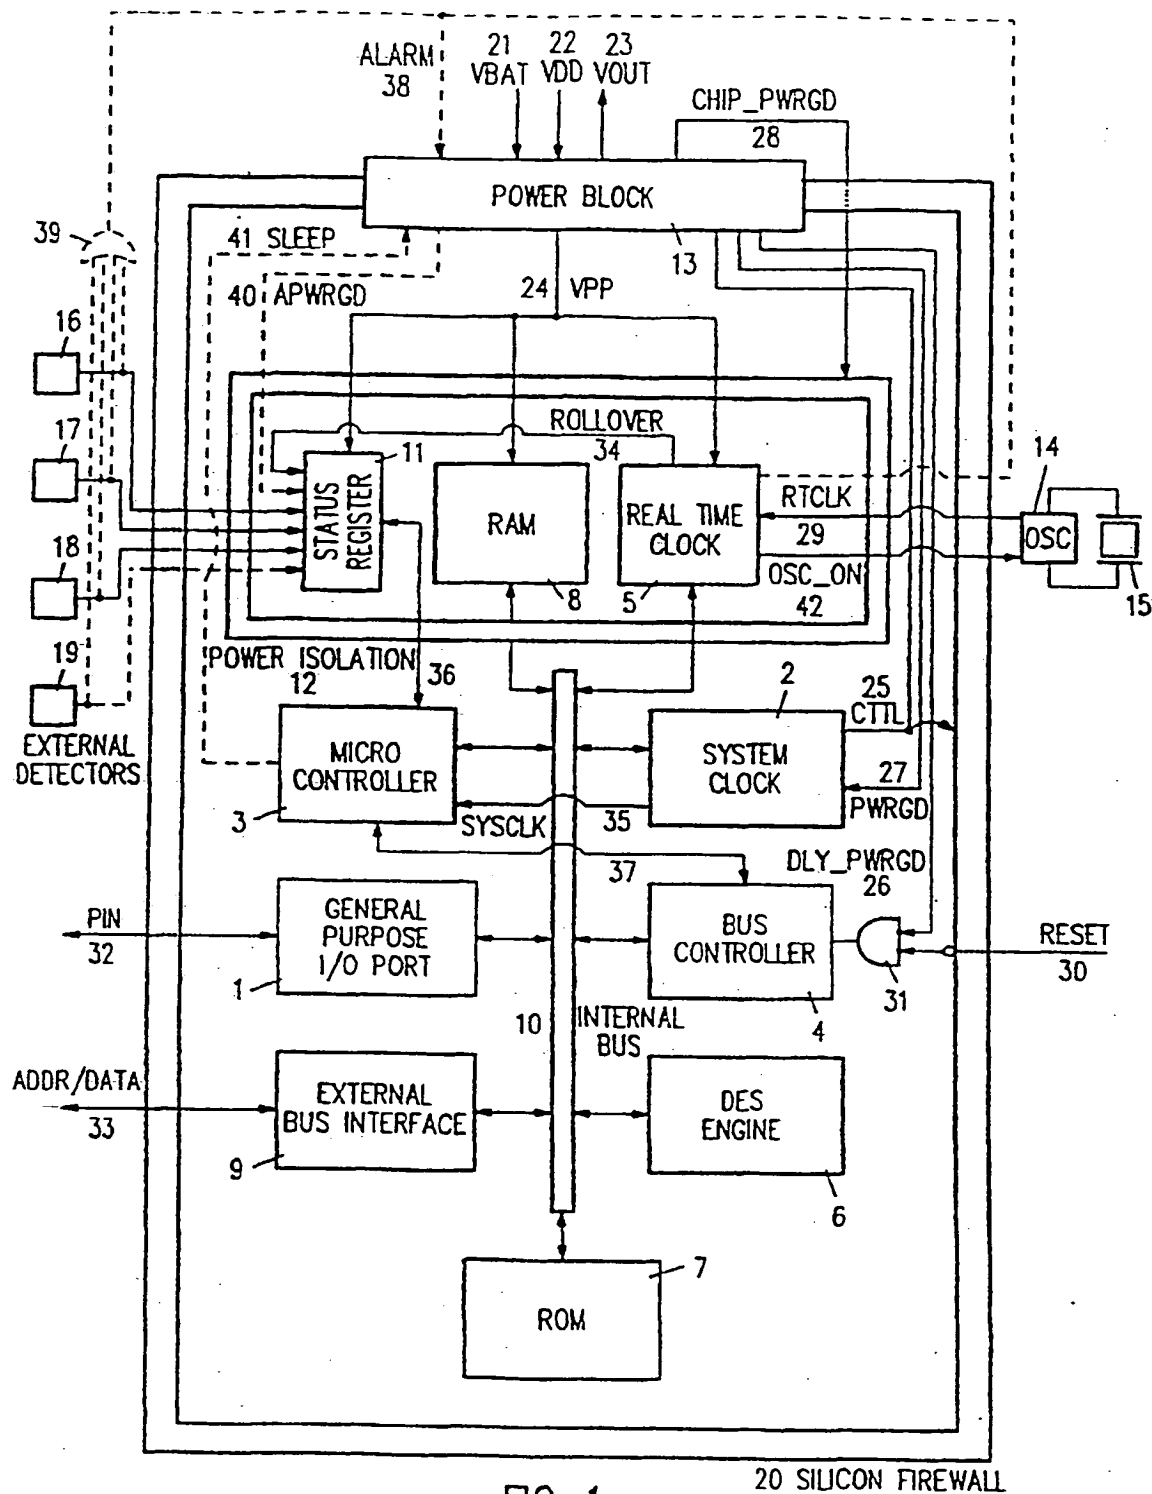 ALARM
38
21
VBAT
22
VDD
23
VOUT
CHIP_PWRGD
28
POWER BLOCK
13
39
41 SLEEP
40 APWRGD
24 VPP
16
17
18
19
EXTERNAL
DETECTORS
ROLLOVER
34
11
STATUS
REGISTER
RAM
8
REAL TIME
CLOCK
5
RTCLK
29
OSC_ON
42
14
OSC
15
POWER ISOLATION
12
36
MICRO
CONTROLLER
3
2
SYSTEM
CLOCK
25
CTTL
27
PWRGD
SYSCLK
35
37
DLY_PWRGD
26
PIN
32
GENERAL
PURPOSE
I/O PORT
1
BUS
CONTROLLER
4
31
RESET
30
10
INTERNAL
BUS
ADDR/DATA
33
EXTERNAL
BUS INTERFACE
9
DES
ENGINE
6
7
ROM
20 SILICON FIREWALL